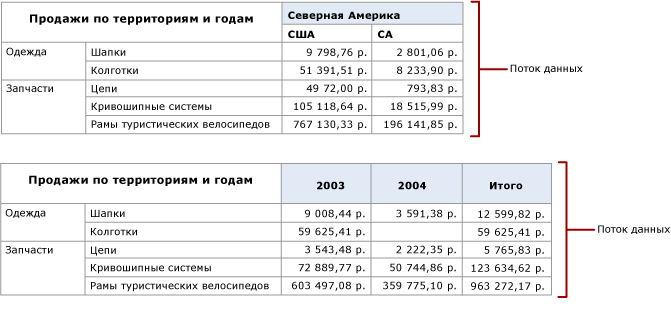 Продажи по территориям и годам Северная Америка
США СА
Одежда Шапки 9 798,76 р. 2 801,06 р.
Колготки 51 391,51 р. 8 233,90 р.
Запчасти Цепи 49 72,00 р. 793,83 р.
Кривошипные системы 105 118,64 р. 18 515,99 р.
Рамы туристических велосипедов 767 130,33 р. 196 141,85 р.
Поток данных
Продажи по территориям и годам 2003 2004 Итого
Одежда Шапки 9 008,44 р. 3 591,38 р. 12 599,82 р.
Колготки 59 625,41 р. 59 625,41 р.
Запчасти Цепи 3 543,48 р. 2 222,35 р. 5 765,83 р.
Кривошипные системы 72 889,77 р. 50 744,86 р. 123 634,62 р.
Рамы туристических велосипедов 603 497,08 р. 359 775,10 р. 963 272,17 р.
Поток данных